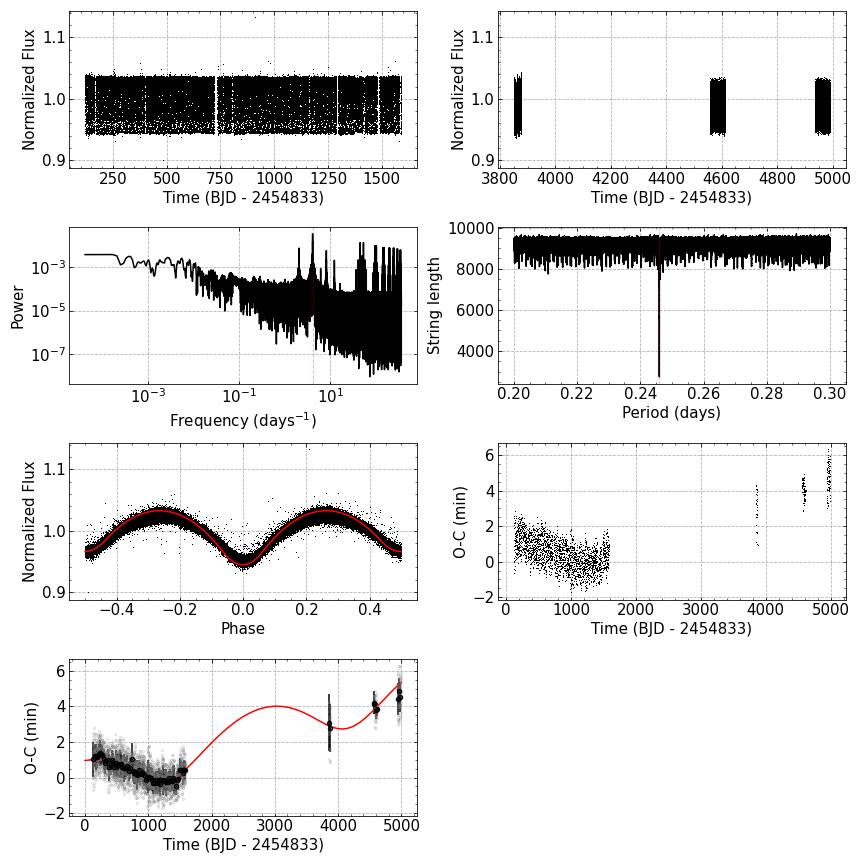 Normalized Flux
1.1
1.0
0.9
250 500 750 1000 1250 1500
Time (BJD - 2454833)
Normalized Flux
1.1
1.0
0.9
3800 4000 4200 4400 4600 4800 5000
Time (BJD - 2454833)
Power
10⁻³
10⁻⁵
10⁻⁷
10⁻³ 10⁻¹ 10¹
Frequency (days⁻¹)
String length
10000
8000
6000
4000
0.20 0.22 0.24 0.26 0.28 0.30
Period (days)
Normalized Flux
1.1
1.0
0.9
−0.4 −0.2 0.0 0.2 0.4
Phase
O-C (min)
6
4
2
0
−2
0 1000 2000 3000 4000 5000
Time (BJD - 2454833)
O-C (min)
6
4
2
0
−2
0 1000 2000 3000 4000 5000
Time (BJD - 2454833)